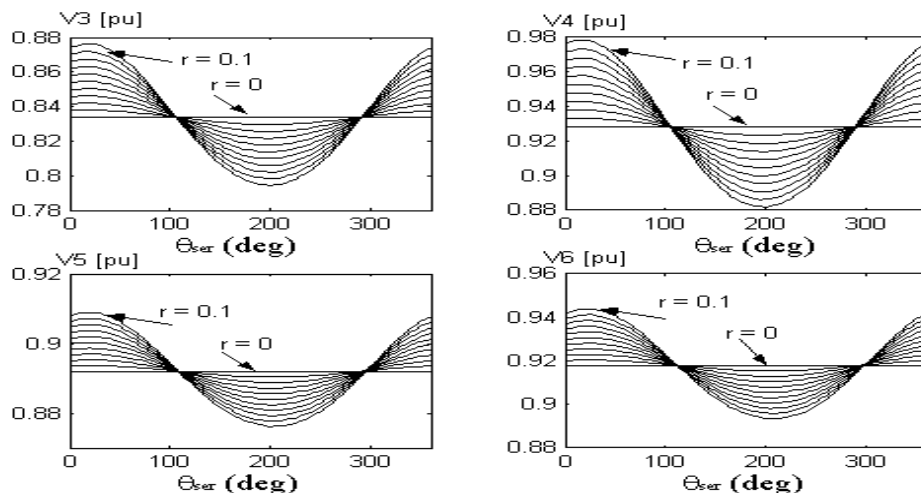 V3 [pu]
0.88
0.86
0.84
0.82
0.8
0.78
r = 0.1
r = 0
0
100
200
300
θser (deg)
V4 [pu]
0.98
0.96
0.94
0.92
0.9
0.88
r = 0.1
r = 0
0
100
200
300
θser (deg)
V5 [pu]
0.92
0.9
0.88
r = 0.1
r = 0
0
100
200
300
θser (deg)
V6 [pu]
0.96
0.94
0.92
0.9
0.88
r = 0.1
r = 0
0
100
200
300
θser (deg)